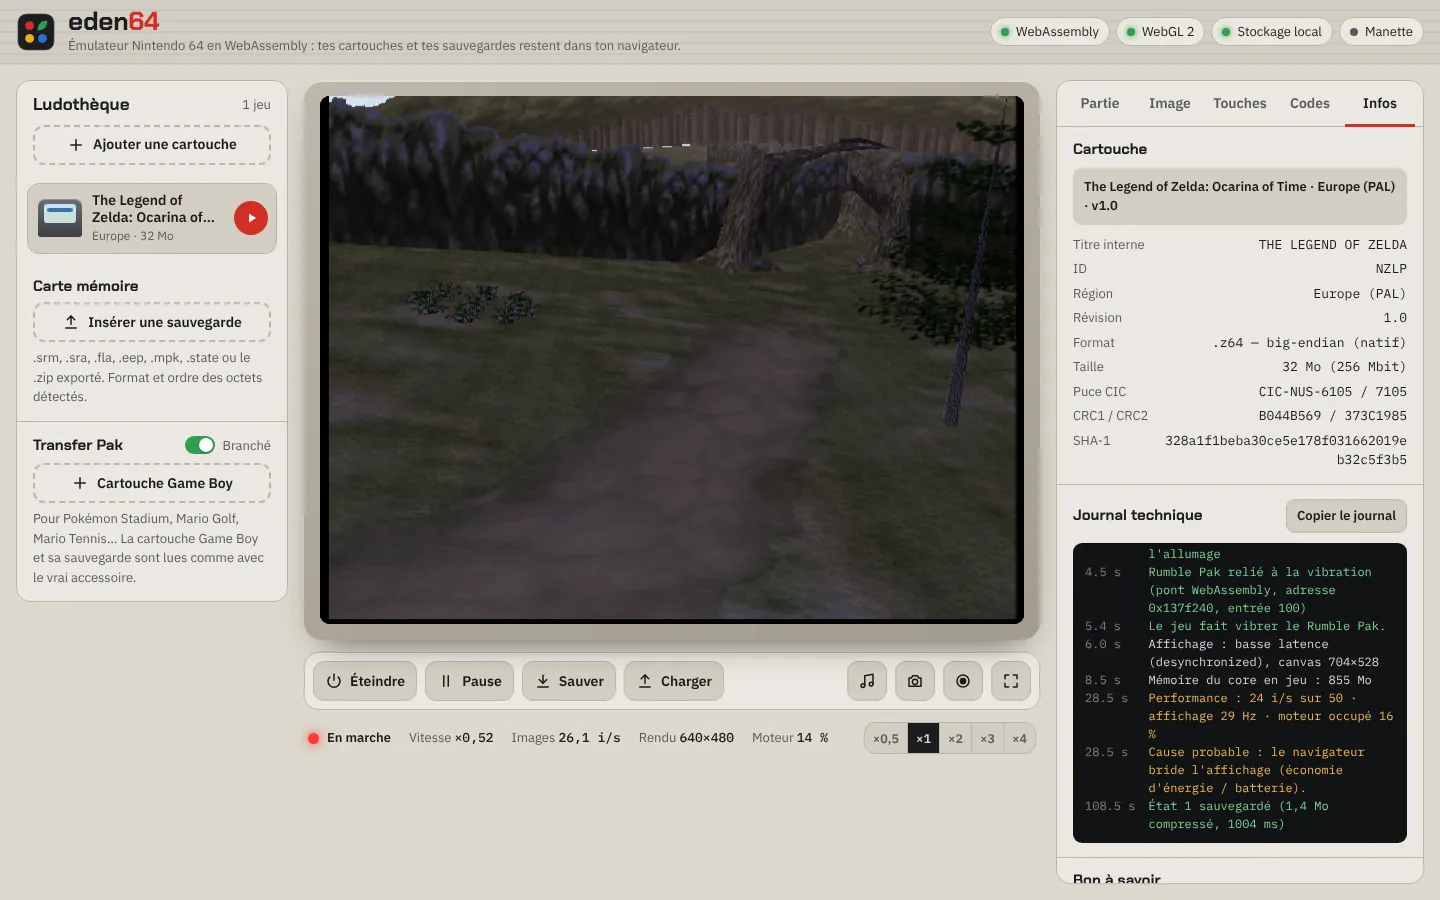 eden64
Émulateur Nintendo 64 en WebAssembly : tes cartouches et tes sauvegardes restent dans ton navigateur.
WebAssembly
WebGL 2
Stockage local
Manette
Ludothèque
1 jeu
Ajouter une cartouche
The Legend of
Zelda: Ocarina of...
Europe · 32 Mo
Carte mémoire
Insérer une sauvegarde
.srm, .sra, .fla, .eep, .mpk, .state ou le
.zip exporté. Format et ordre des octets
détectés.
Transfer Pak
Branché
Cartouche Game Boy
Pour Pokémon Stadium, Mario Golf,
Mario Tennis… La cartouche Game Boy
et sa sauvegarde sont lues comme avec
le vrai accessoire.
Éteindre
Pause
Sauver
Charger
En marche
Vitesse ×0,52
Images 26,1 i/s
Rendu 640×480
Moteur 14 %
×0,5
×1
×2
×3
×4
Partie
Image
Touches
Codes
Infos
Cartouche
The Legend of Zelda: Ocarina of Time · Europe (PAL)
· v1.0
Titre interne THE LEGEND OF ZELDA
ID NZLP
Région Europe (PAL)
Révision 1.0
Format .z64 — big-endian (natif)
Taille 32 Mo (256 Mbit)
Puce CIC CIC-NUS-6105 / 7105
CRC1 / CRC2 B044B569 / 373C1985
SHA-1 328a1f1beba30ce5e178f031662019e
b32c5f3b5
Journal technique
Copier le journal
l'allumage
4.5 s Rumble Pak relié à la vibration
(pont WebAssembly, adresse
0x137f240, entrée 100)
5.4 s Le jeu fait vibrer le Rumble Pak.
6.0 s Affichage : basse latence
(desynchronized), canvas 704×528
8.5 s Mémoire du core en jeu : 855 Mo
28.5 s Performance : 24 i/s sur 50 ·
affichage 29 Hz · moteur occupé 16
%
28.5 s Cause probable : le navigateur
bride l'affichage (économie
d'énergie / batterie).
108.5 s État 1 sauvegardé (1,4 Mo
compressé, 1004 ms)
Bon à savoir